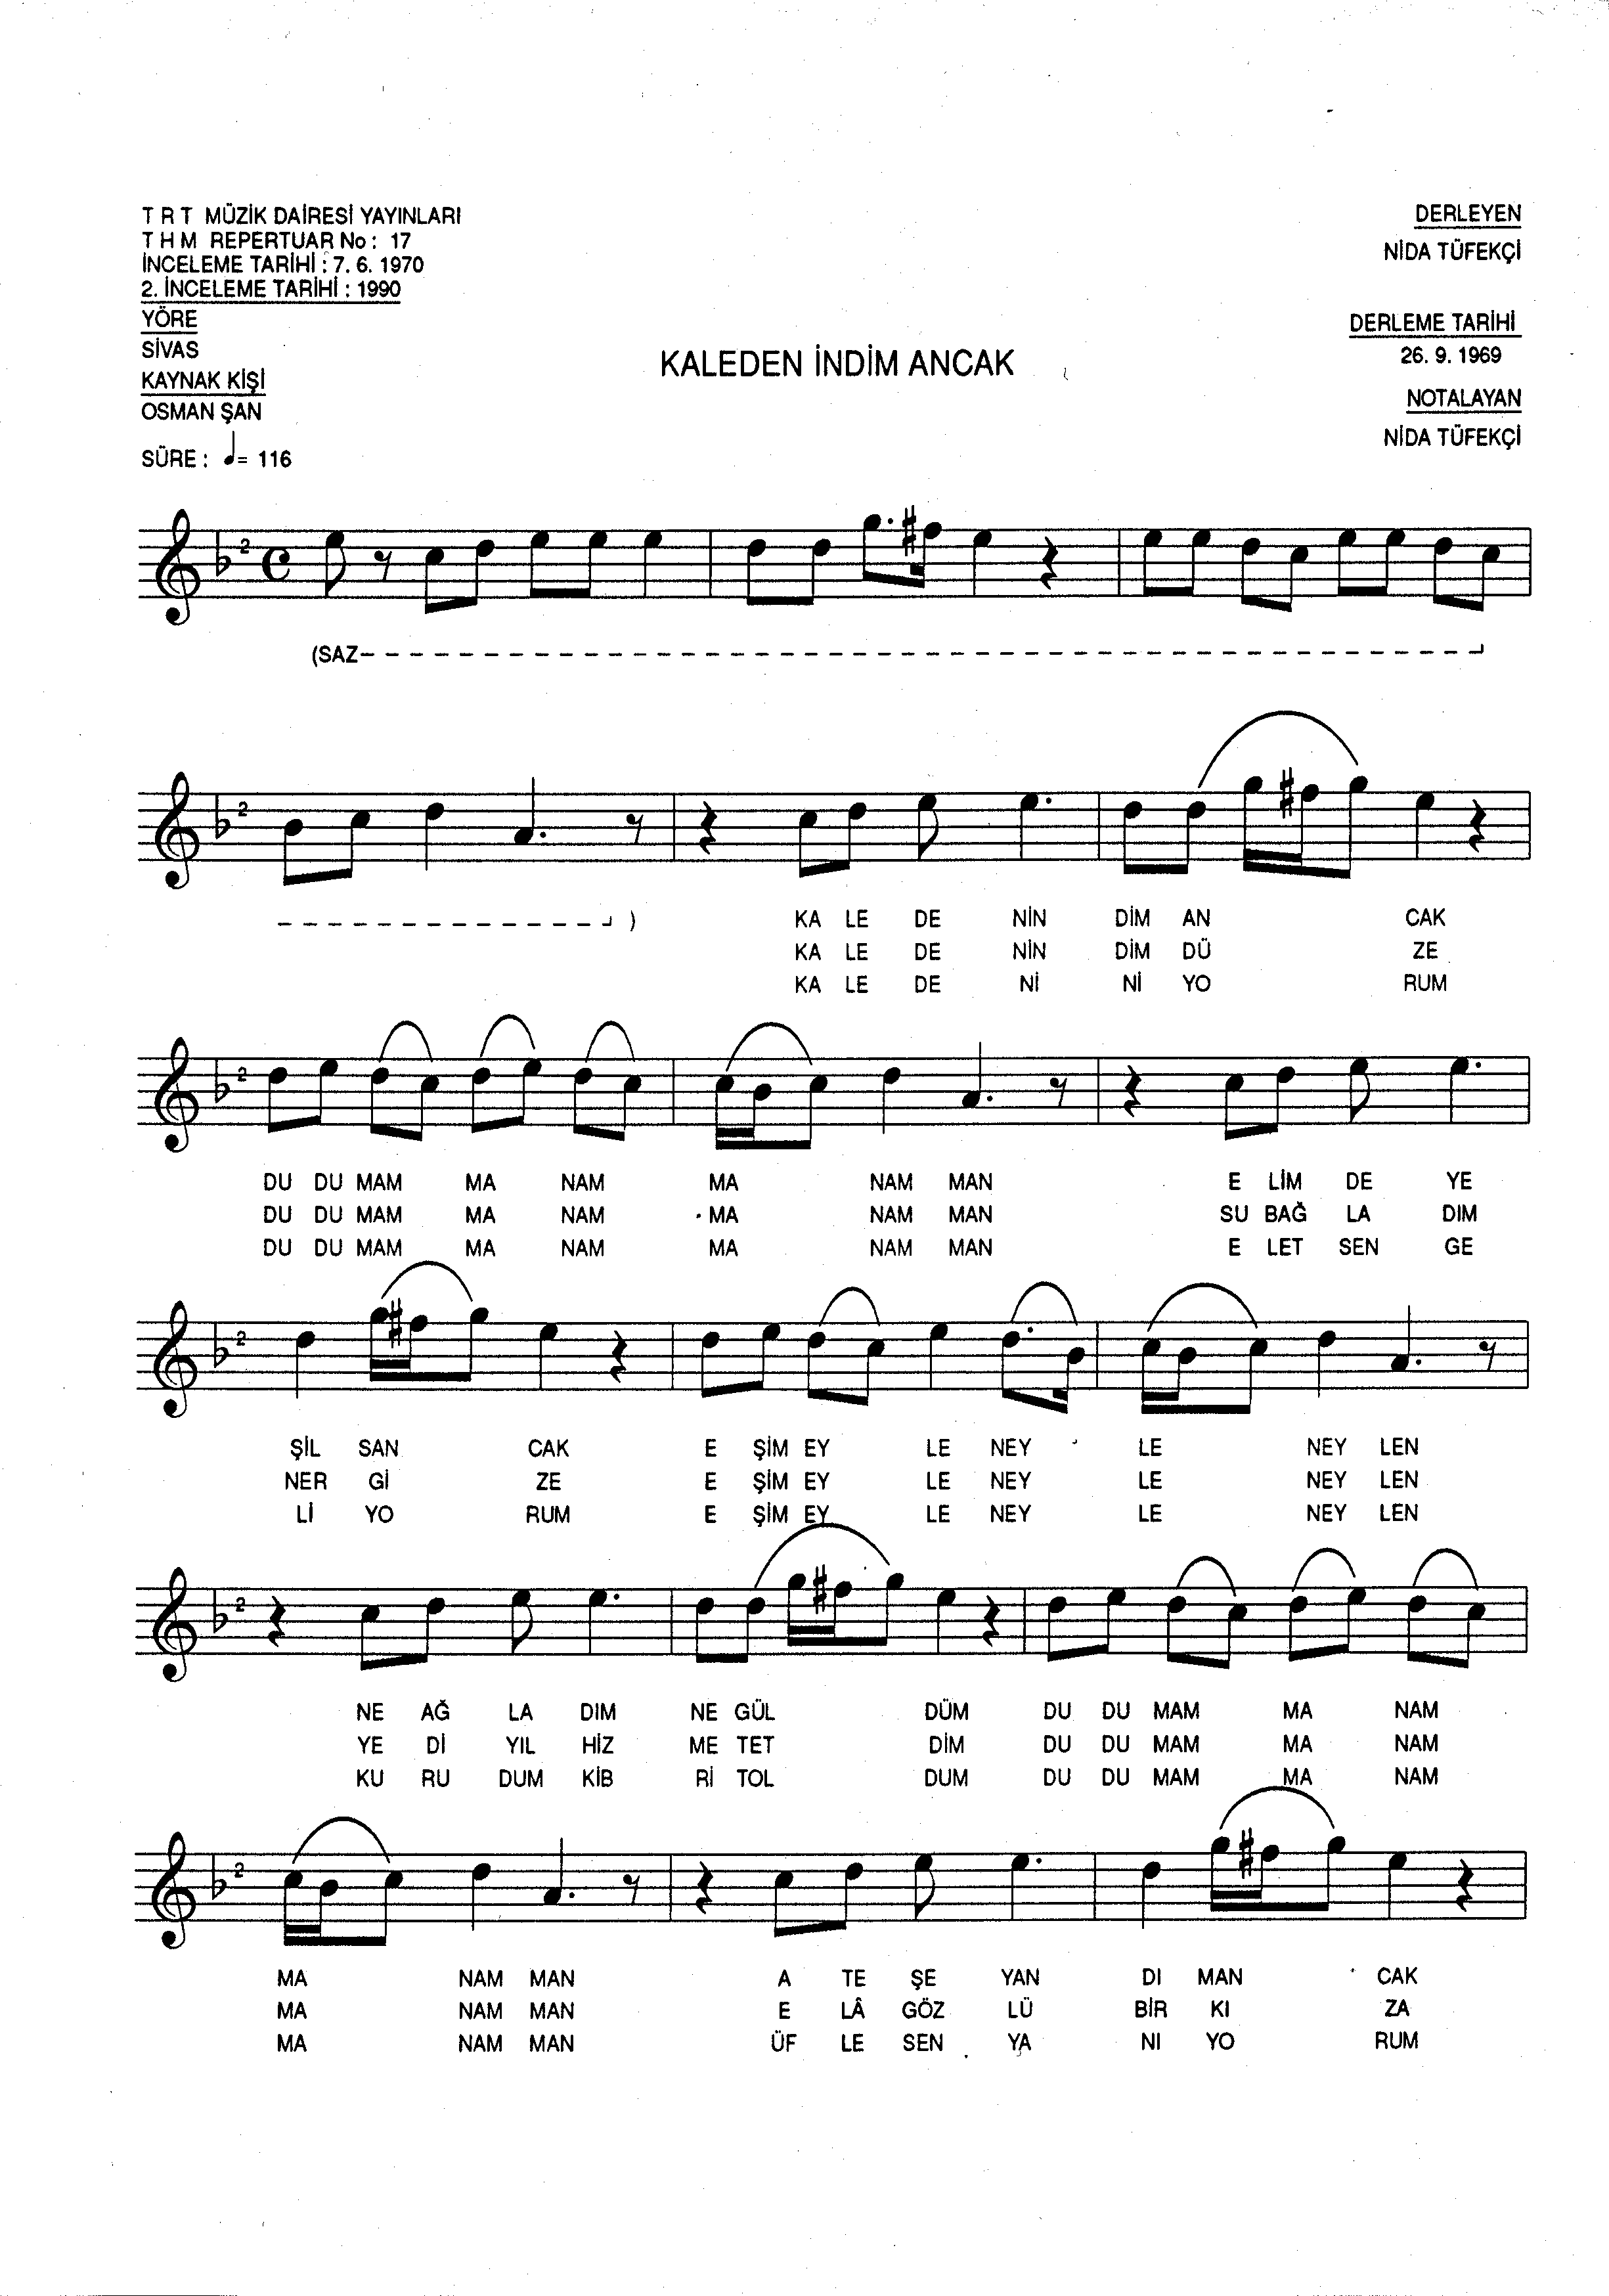 T R T MÜZİK DAİRESİ YAYINLARI
T H M REPERTUAR No : 17
İNCELEME TARİHİ : 7. 6. 1970
2. İNCELEME TARİHİ : 1990
YÖRE
SİVAS
KAYNAK KİŞİ
OSMAN ŞAN
SÜRE : ♩= 116
KALEDEN İNDİM ANCAK
DERLEYEN
NİDA TÜFEKÇİ
DERLEME TARİHİ
26. 9. 1969
NOTALAYAN
NİDA TÜFEKÇİ
2
(SAZ
2
)
KA LE DE NİN DİM AN CAK
KA LE DE NİN DİM DÜ ZE
KA LE DE Nİ Nİ YO RUM
2
DU DU MAM MA NAM MA NAM MAN E LİM DE YE
DU DU MAM MA NAM MA NAM MAN SU BAĞ LA DIM
DU DU MAM MA NAM MA NAM MAN E LET SEN GE
2
ŞİL SAN CAK E ŞİM EY LE NEY LE NEY LEN
NER Gİ ZE E ŞİM EY LE NEY LE NEY LEN
Lİ YO RUM E ŞİM EY LE NEY LE NEY LEN
2
NE AĞ LA DIM NE GÜL DÜM DU DU MAM MA NAM
YE Dİ YIL HİZ ME TET DİM DU DU MAM MA NAM
KU RU DUM KİB Rİ TOL DUM DU DU MAM MA NAM
2
MA NAM MAN A TE ŞE YAN DI MAN CAK
MA NAM MAN E LÂ GÖZ LÜ BİR KI ZA
MA NAM MAN ÜF LE SEN YA NI YO RUM